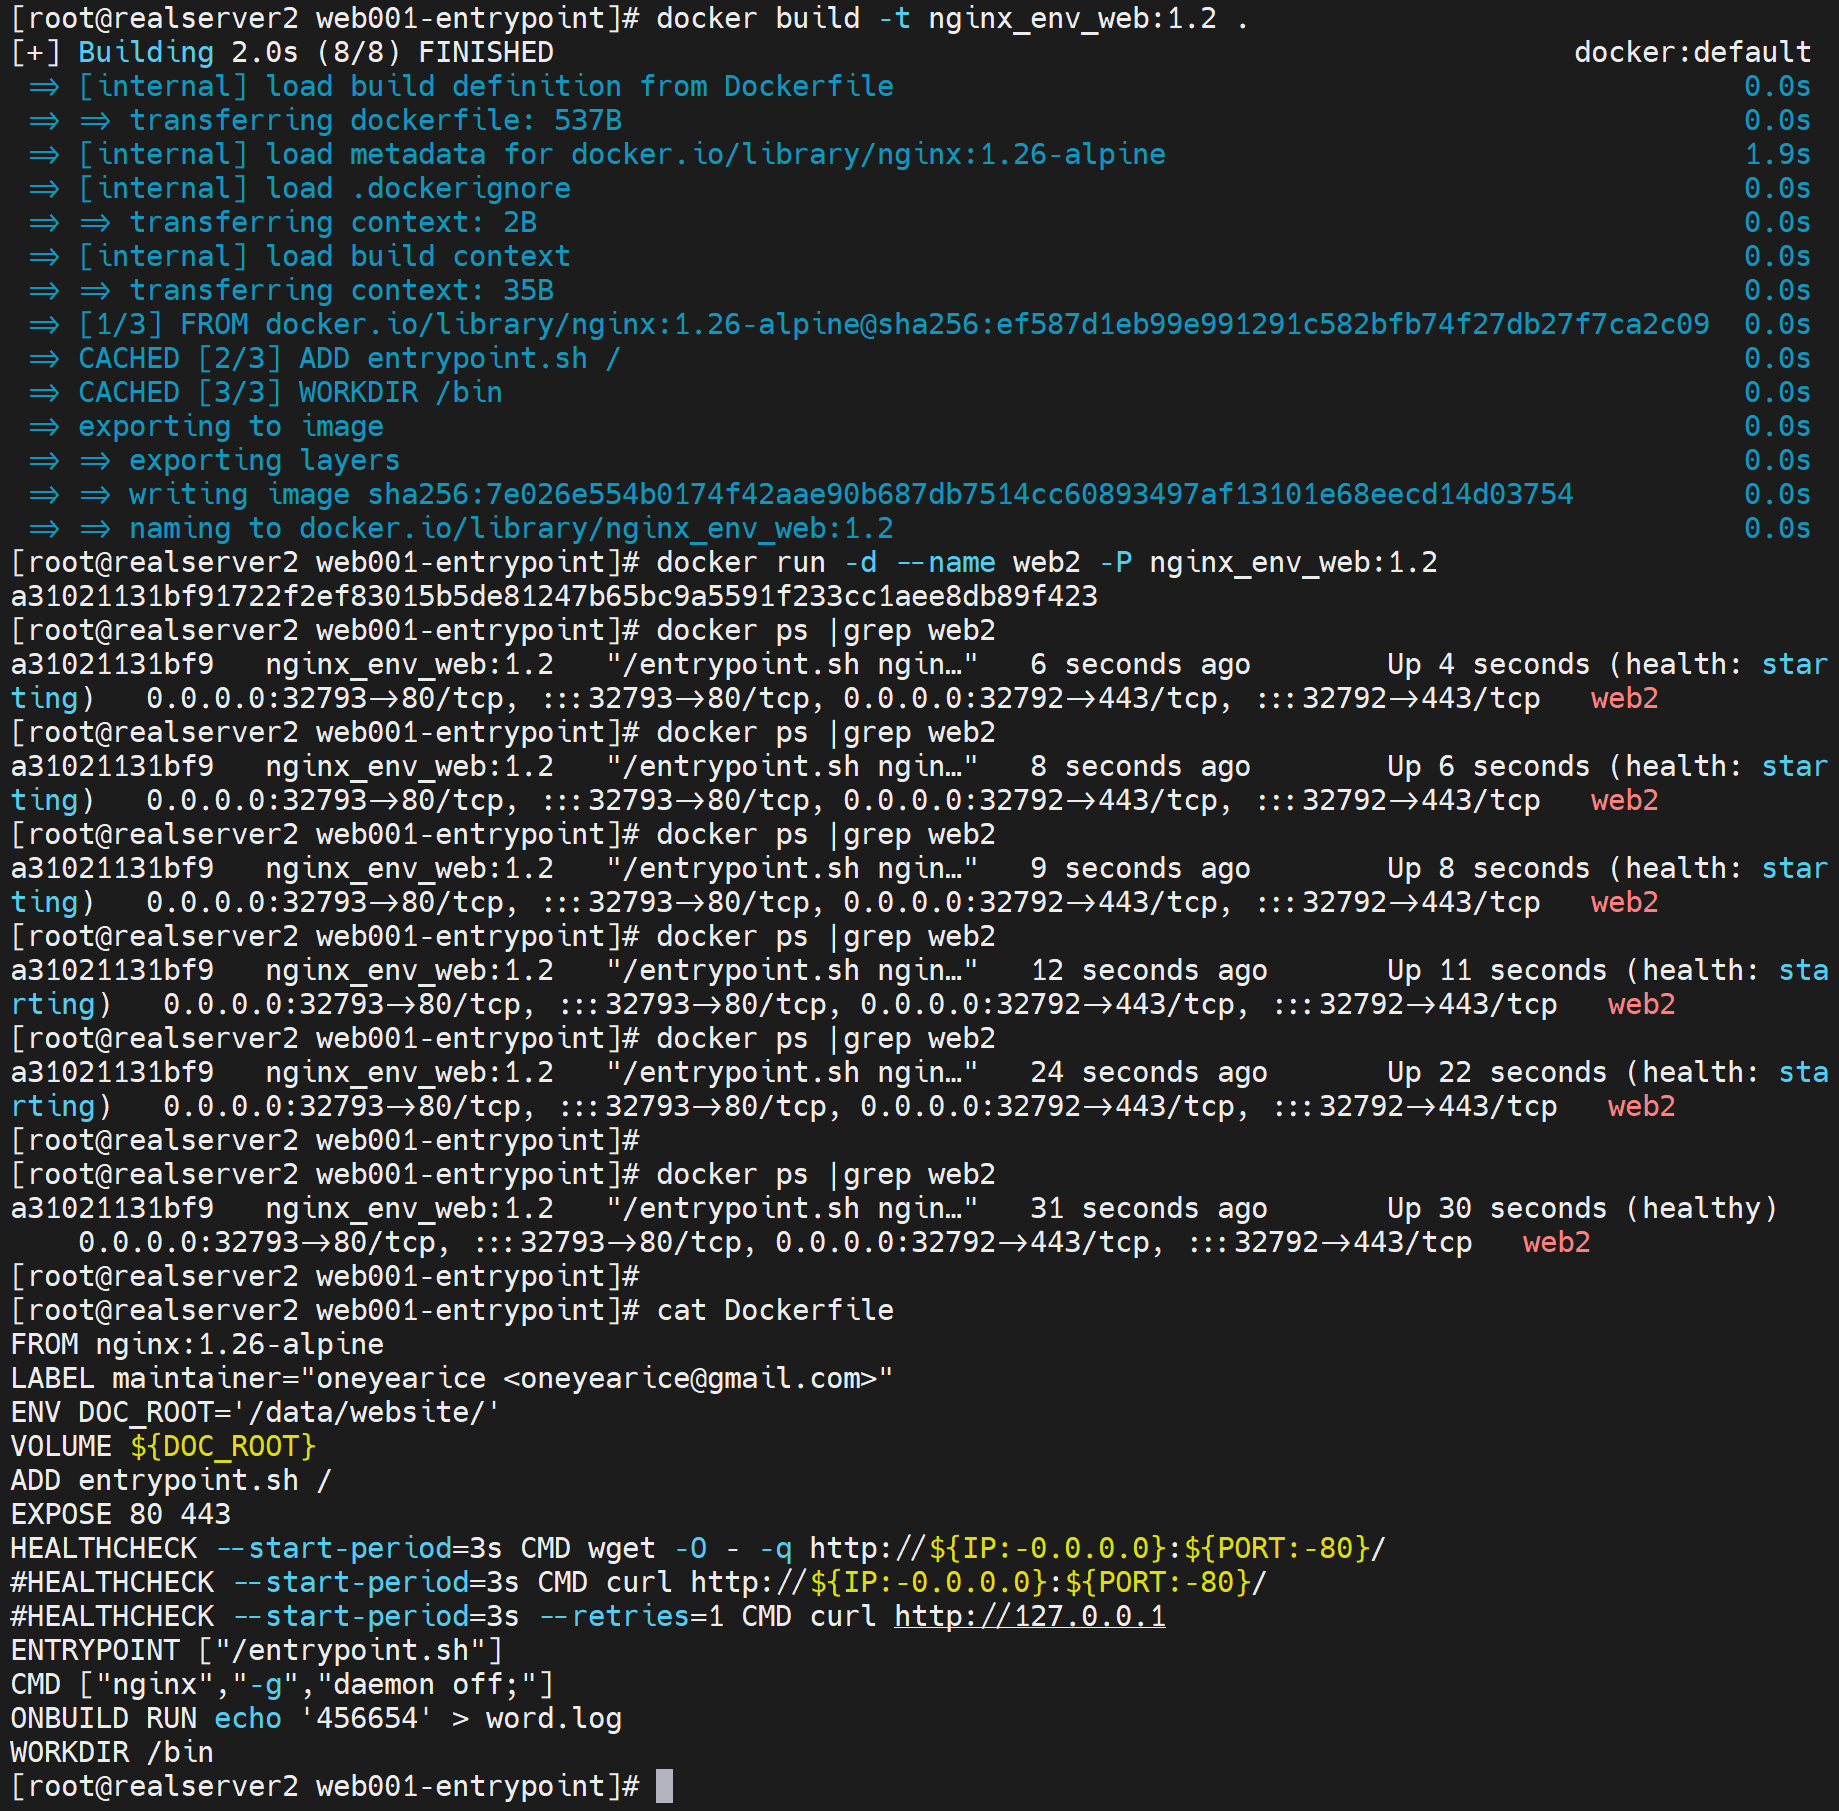 [root@realserver2 web001-entrypoint]# docker build -t nginx_env_web:1.2 .
[+] Building 2.0s (8/8) FINISHED docker:default
=> [internal] load build definition from Dockerfile 0.0s
=> => transferring dockerfile: 537B 0.0s
=> [internal] load metadata for docker.io/library/nginx:1.26-alpine 1.9s
=> [internal] load .dockerignore 0.0s
=> => transferring context: 2B 0.0s
=> [internal] load build context 0.0s
=> => transferring context: 35B 0.0s
=> [1/3] FROM docker.io/library/nginx:1.26-alpine@sha256:ef587d1eb99e991291c582bfb74f27db27f7ca2c09 0.0s
=> CACHED [2/3] ADD entrypoint.sh / 0.0s
=> CACHED [3/3] WORKDIR /bin 0.0s
=> exporting to image 0.0s
=> => exporting layers 0.0s
=> => writing image sha256:7e026e554b0174f42aae90b687db7514cc60893497af13101e68eecd14d03754 0.0s
=> => naming to docker.io/library/nginx_env_web:1.2 0.0s
[root@realserver2 web001-entrypoint]# docker run -d --name web2 -P nginx_env_web:1.2
a31021131bf91722f2ef83015b5de81247b65bc9a5591f233cc1aee8db89f423
[root@realserver2 web001-entrypoint]# docker ps |grep web2
a31021131bf9 nginx_env_web:1.2 "/entrypoint.sh ngin…" 6 seconds ago Up 4 seconds (health: star
ting) 0.0.0.0:32793->80/tcp, :::32793->80/tcp, 0.0.0.0:32792->443/tcp, :::32792->443/tcp web2
[root@realserver2 web001-entrypoint]# docker ps |grep web2
a31021131bf9 nginx_env_web:1.2 "/entrypoint.sh ngin…" 8 seconds ago Up 6 seconds (health: star
ting) 0.0.0.0:32793->80/tcp, :::32793->80/tcp, 0.0.0.0:32792->443/tcp, :::32792->443/tcp web2
[root@realserver2 web001-entrypoint]# docker ps |grep web2
a31021131bf9 nginx_env_web:1.2 "/entrypoint.sh ngin…" 9 seconds ago Up 8 seconds (health: star
ting) 0.0.0.0:32793->80/tcp, :::32793->80/tcp, 0.0.0.0:32792->443/tcp, :::32792->443/tcp web2
[root@realserver2 web001-entrypoint]# docker ps |grep web2
a31021131bf9 nginx_env_web:1.2 "/entrypoint.sh ngin…" 12 seconds ago Up 11 seconds (health: sta
rting) 0.0.0.0:32793->80/tcp, :::32793->80/tcp, 0.0.0.0:32792->443/tcp, :::32792->443/tcp web2
[root@realserver2 web001-entrypoint]# docker ps |grep web2
a31021131bf9 nginx_env_web:1.2 "/entrypoint.sh ngin…" 24 seconds ago Up 22 seconds (health: sta
rting) 0.0.0.0:32793->80/tcp, :::32793->80/tcp, 0.0.0.0:32792->443/tcp, :::32792->443/tcp web2
[root@realserver2 web001-entrypoint]#
[root@realserver2 web001-entrypoint]# docker ps |grep web2
a31021131bf9 nginx_env_web:1.2 "/entrypoint.sh ngin…" 31 seconds ago Up 30 seconds (healthy)
0.0.0.0:32793->80/tcp, :::32793->80/tcp, 0.0.0.0:32792->443/tcp, :::32792->443/tcp web2
[root@realserver2 web001-entrypoint]#
[root@realserver2 web001-entrypoint]# cat Dockerfile
FROM nginx:1.26-alpine
LABEL maintainer="oneyearice <oneyearice@gmail.com>"
ENV DOC_ROOT='/data/website/'
VOLUME ${DOC_ROOT}
ADD entrypoint.sh /
EXPOSE 80 443
HEALTHCHECK --start-period=3s CMD wget -O - -q http://${IP:-0.0.0.0}:${PORT:-80}/
#HEALTHCHECK --start-period=3s CMD curl http://${IP:-0.0.0.0}:${PORT:-80}/
#HEALTHCHECK --start-period=3s --retries=1 CMD curl http://127.0.0.1
ENTRYPOINT ["/entrypoint.sh"]
CMD ["nginx","-g","daemon off;"]
ONBUILD RUN echo '456654' > word.log
WORKDIR /bin
[root@realserver2 web001-entrypoint]#